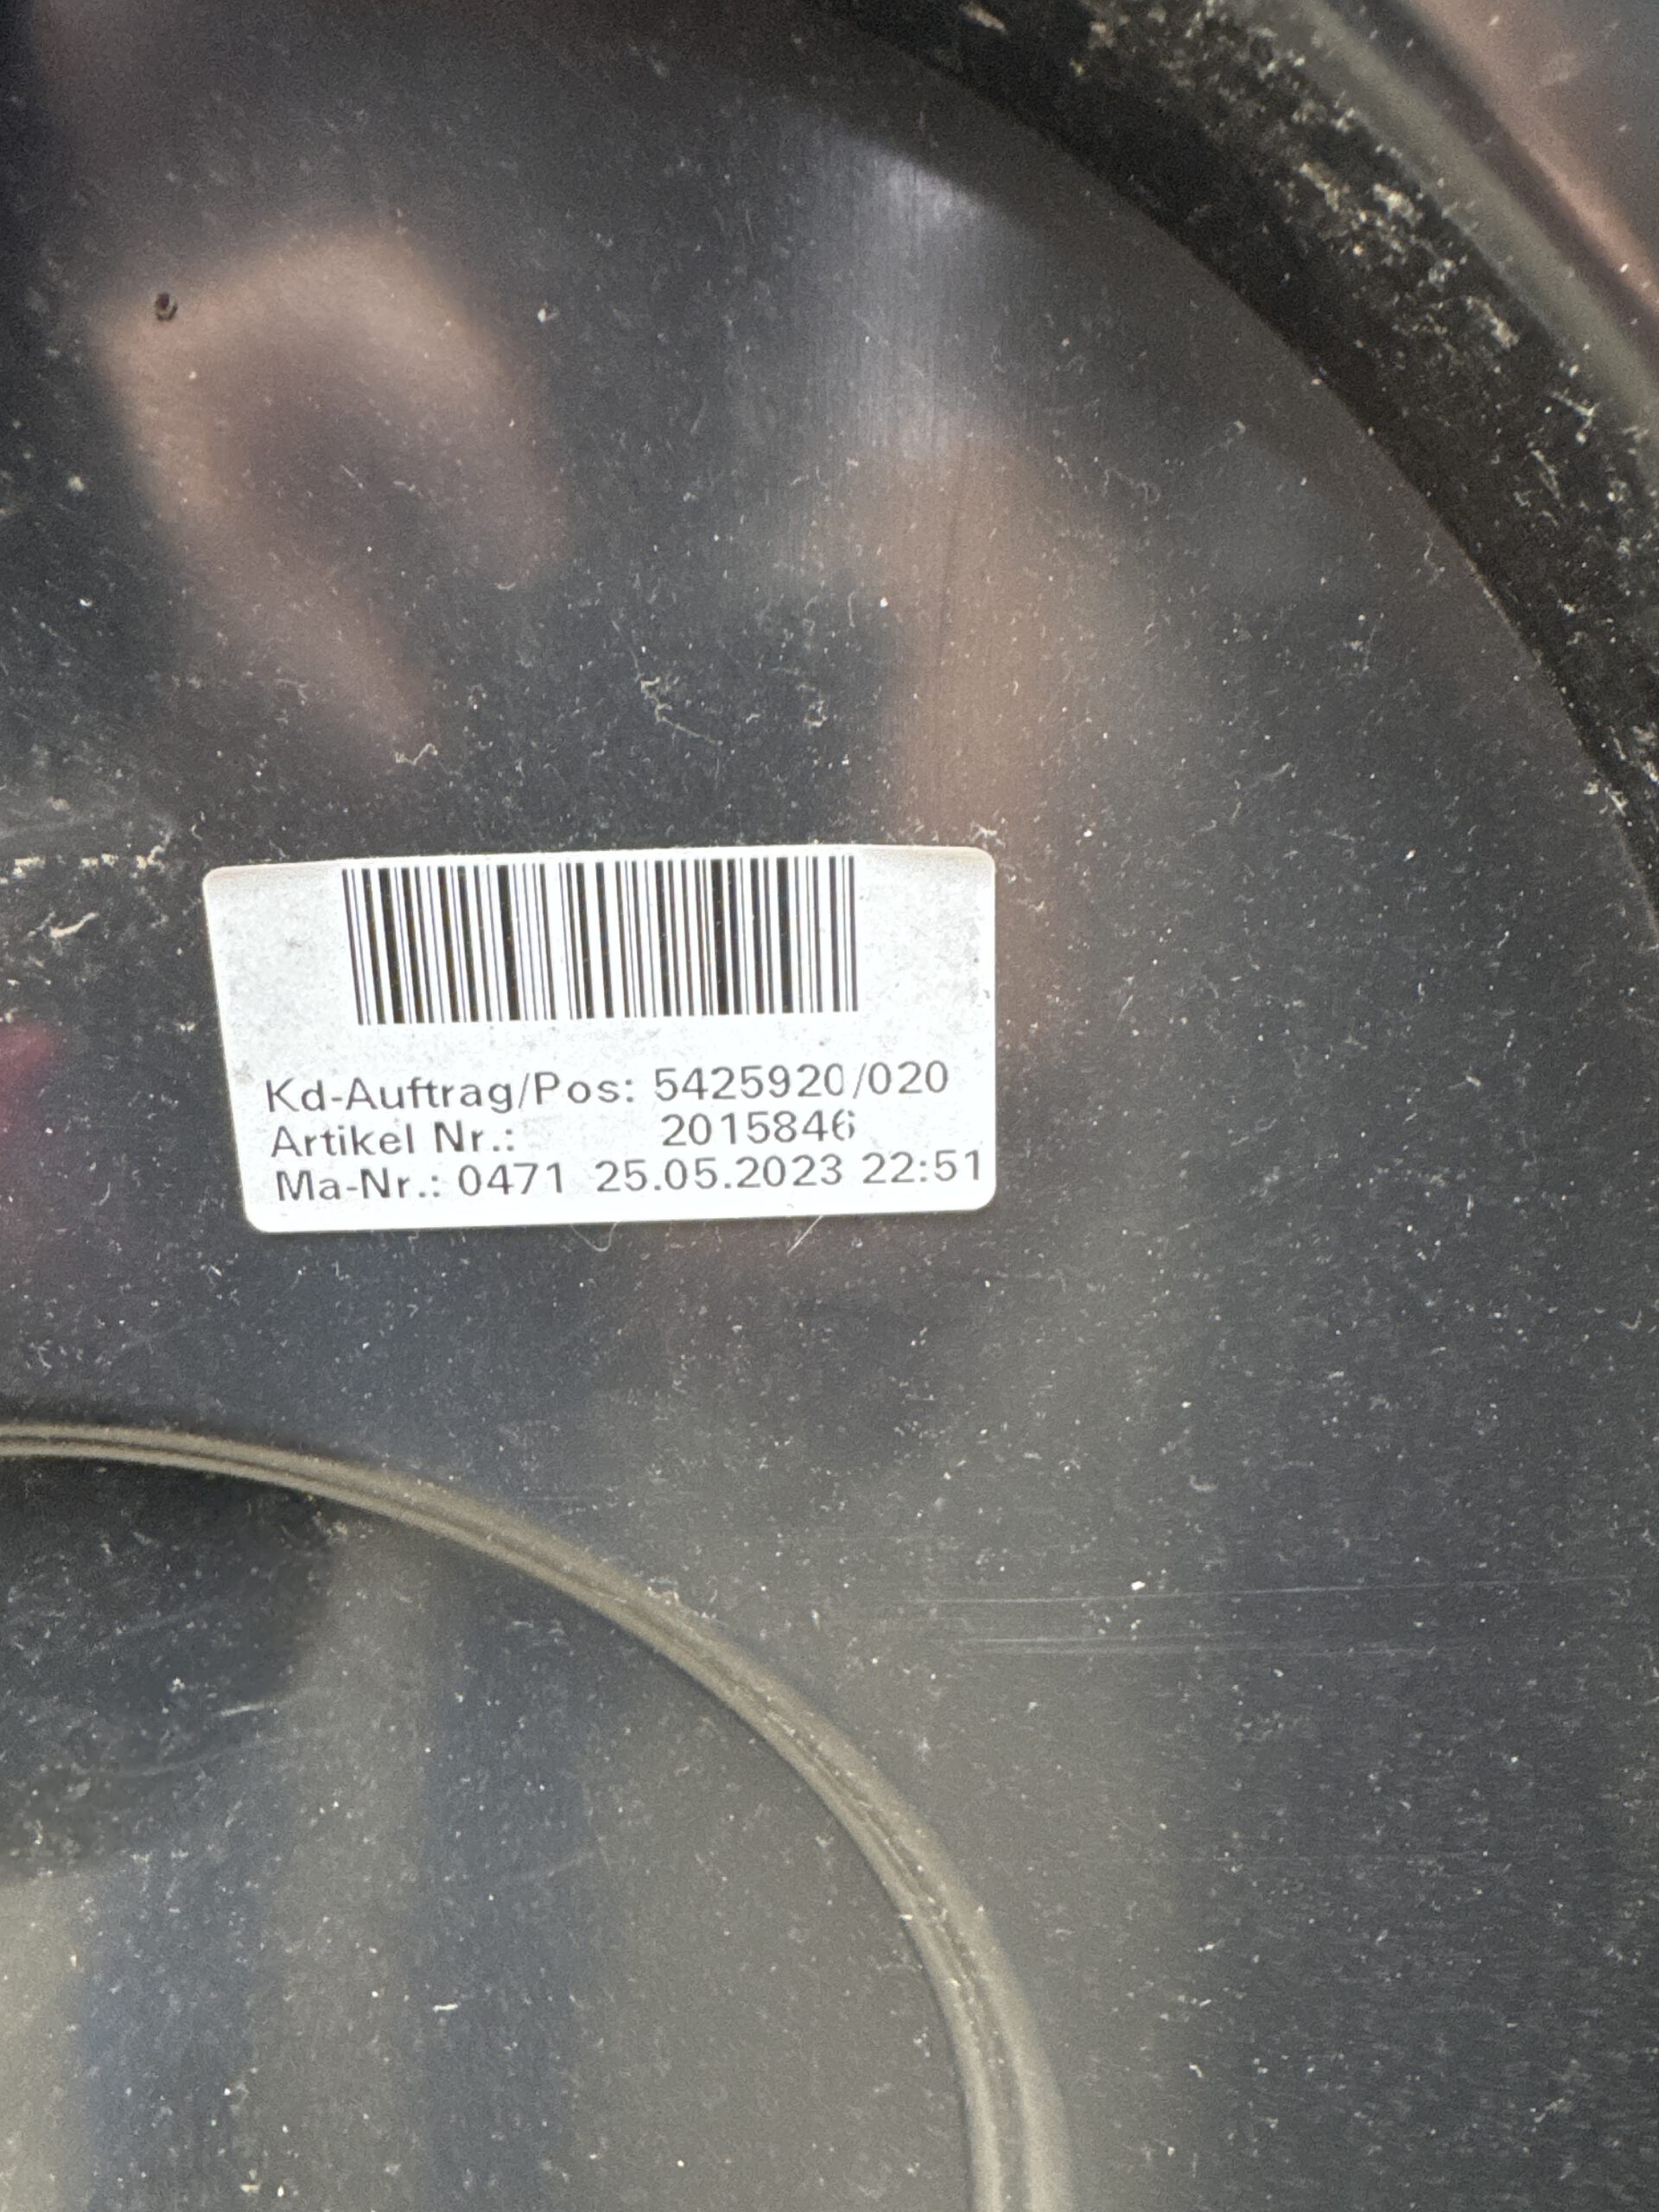 Kd-Auftrag/Pos: 5425920/020
Artikel Nr.: 2015846
Ma-Nr.: 0471 25.05.2023 22:51